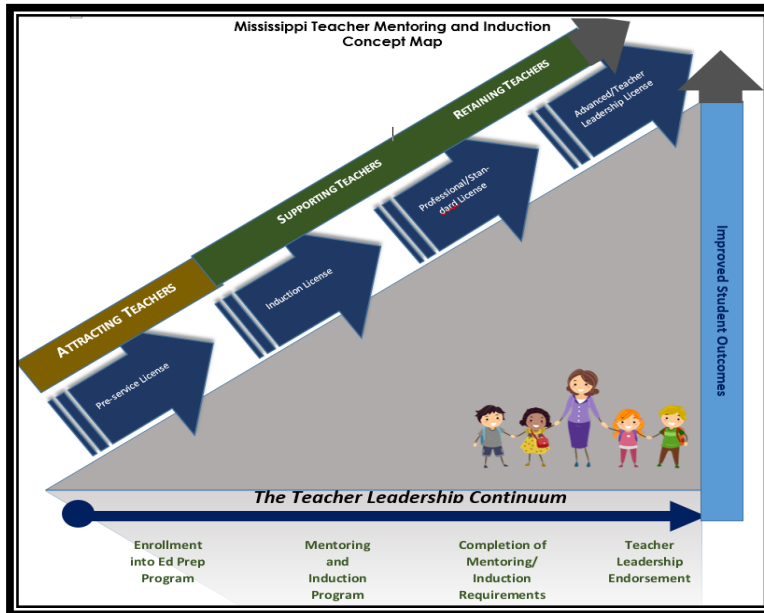 Mississippi Teacher Mentoring and Induction
Concept Map
ATTRACTING TEACHERS
SUPPORTING TEACHERS
RETAINING TEACHERS
Pre-service License
Induction License
Professional/Stan-
dard License
Advanced/Teacher
Leadership License
Improved Student Outcomes
The Teacher Leadership Continuum
Enrollment
into Ed Prep
Program
Mentoring
and
Induction
Program
Completion of
Mentoring/
Induction
Requirements
Teacher
Leadership
Endorsement